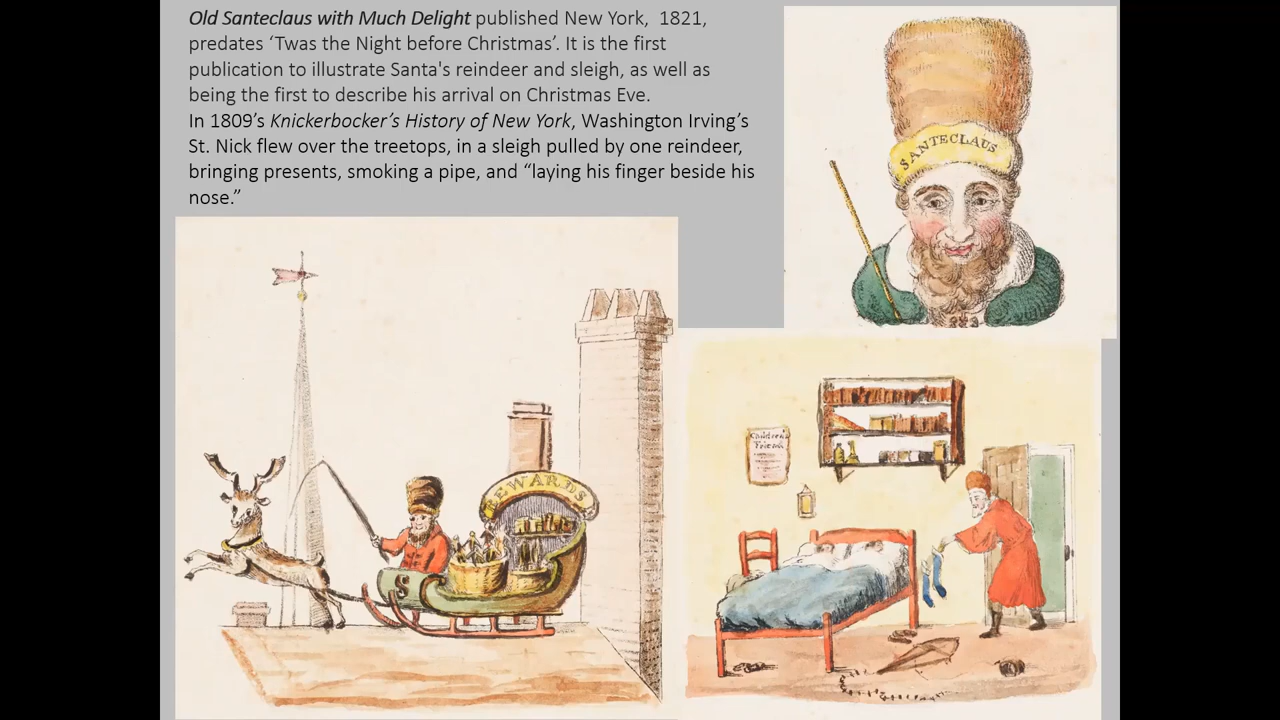 Old Santeclaus with Much Delight published New York, 1821,
predates ‘Twas the Night before Christmas’. It is the first
publication to illustrate Santa's reindeer and sleigh, as well as
being the first to describe his arrival on Christmas Eve.
In 1809’s Knickerbocker’s History of New York, Washington Irving’s
St. Nick flew over the treetops, in a sleigh pulled by one reindeer,
bringing presents, smoking a pipe, and “laying his finger beside his
nose.”
SANTECLAUS
REWARDS
S
Children's
Friend